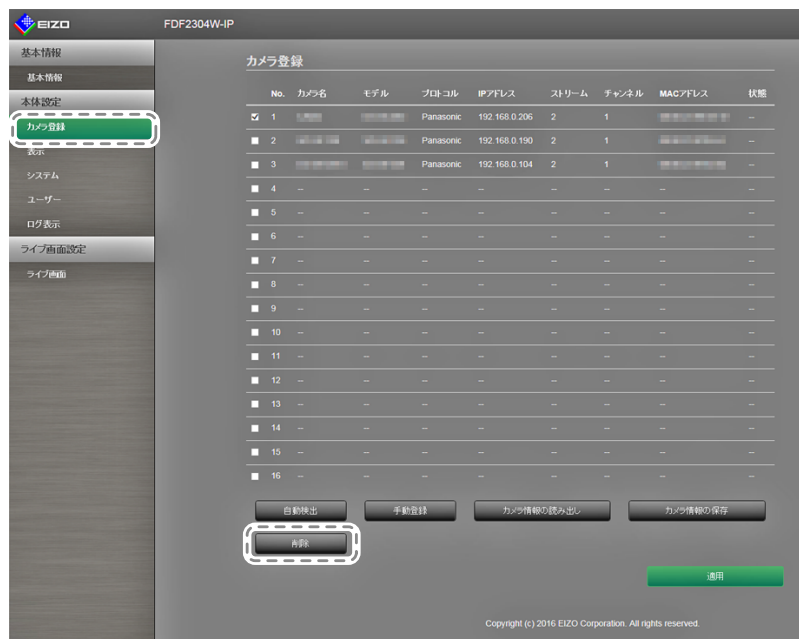 EIZO FDF2304W-IP
基本情報
基本情報
本体設定
カメラ登録
表示
システム
ユーザー
ログ表示
ライブ画面設定
ライブ画面
カメラ登録
No. カメラ名 モデル プロトコル IPアドレス ストリーム チャンネル MACアドレス 状態
1 Panasonic 192.168.0.206 2 1 --
2 Panasonic 192.168.0.190 2 1 --
3 Panasonic 192.168.0.104 2 1 --
4 -- -- -- -- -- -- -- --
5 -- -- -- -- -- -- -- --
6 -- -- -- -- -- -- -- --
7 -- -- -- -- -- -- -- --
8 -- -- -- -- -- -- -- --
9 -- -- -- -- -- -- -- --
10 -- -- -- -- -- -- -- --
11 -- -- -- -- -- -- -- --
12 -- -- -- -- -- -- -- --
13 -- -- -- -- -- -- -- --
14 -- -- -- -- -- -- -- --
15 -- -- -- -- -- -- -- --
16 -- -- -- -- -- -- -- --
自動検出 手動登録 カメラ情報の読み出し カメラ情報の保存
削除
適用
Copyright (c) 2016 EIZO Corporation. All rights reserved.